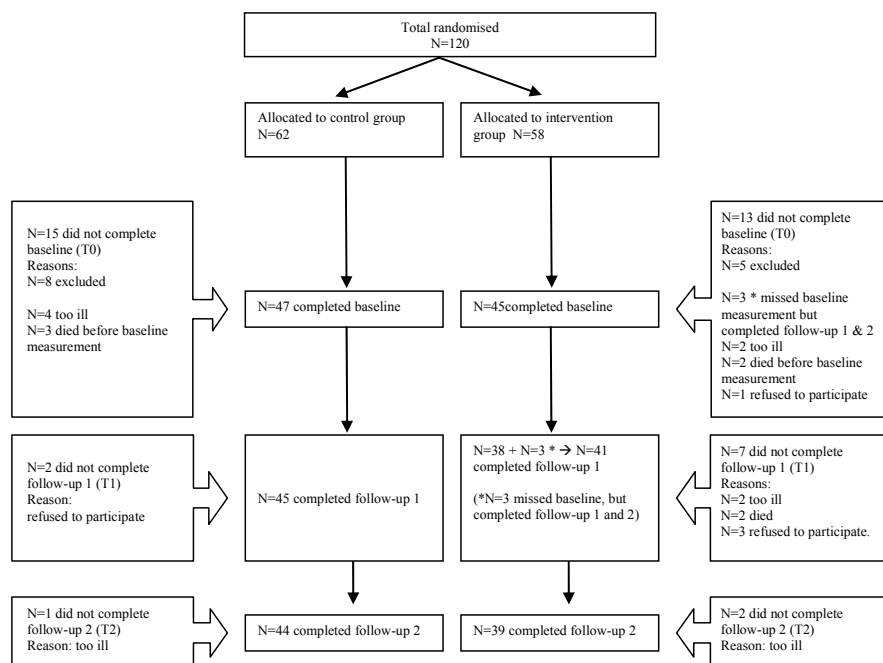 Total randomised
N=120
Allocated to control group
N=62
Allocated to intervention
group N=58
N=15 did not complete
baseline (T0)
Reasons:
N=8 excluded
N=4 too ill
N=3 died before baseline
measurement
N=47 completed baseline
N=45completed baseline
N=13 did not complete
baseline (T0)
Reasons:
N=5 excluded
N=3 * missed baseline
measurement but
completed follow-up 1 & 2
N=2 too ill
N=2 died before baseline
measurement
N=1 refused to participate
N=2 did not complete
follow-up 1 (T1)
Reason:
refused to participate
N=45 completed follow-up 1
N=38 + N=3 * → N=41
completed follow-up 1
(*N=3 missed baseline, but
completed follow-up 1 and 2)
N=7 did not complete
follow-up 1 (T1)
Reasons:
N=2 too ill
N=2 died
N=3 refused to participate.
N=1 did not complete
follow-up 2 (T2)
Reason: too ill
N=44 completed follow-up 2
N=39 completed follow-up 2
N=2 did not complete
follow-up 2 (T2)
Reason: too ill